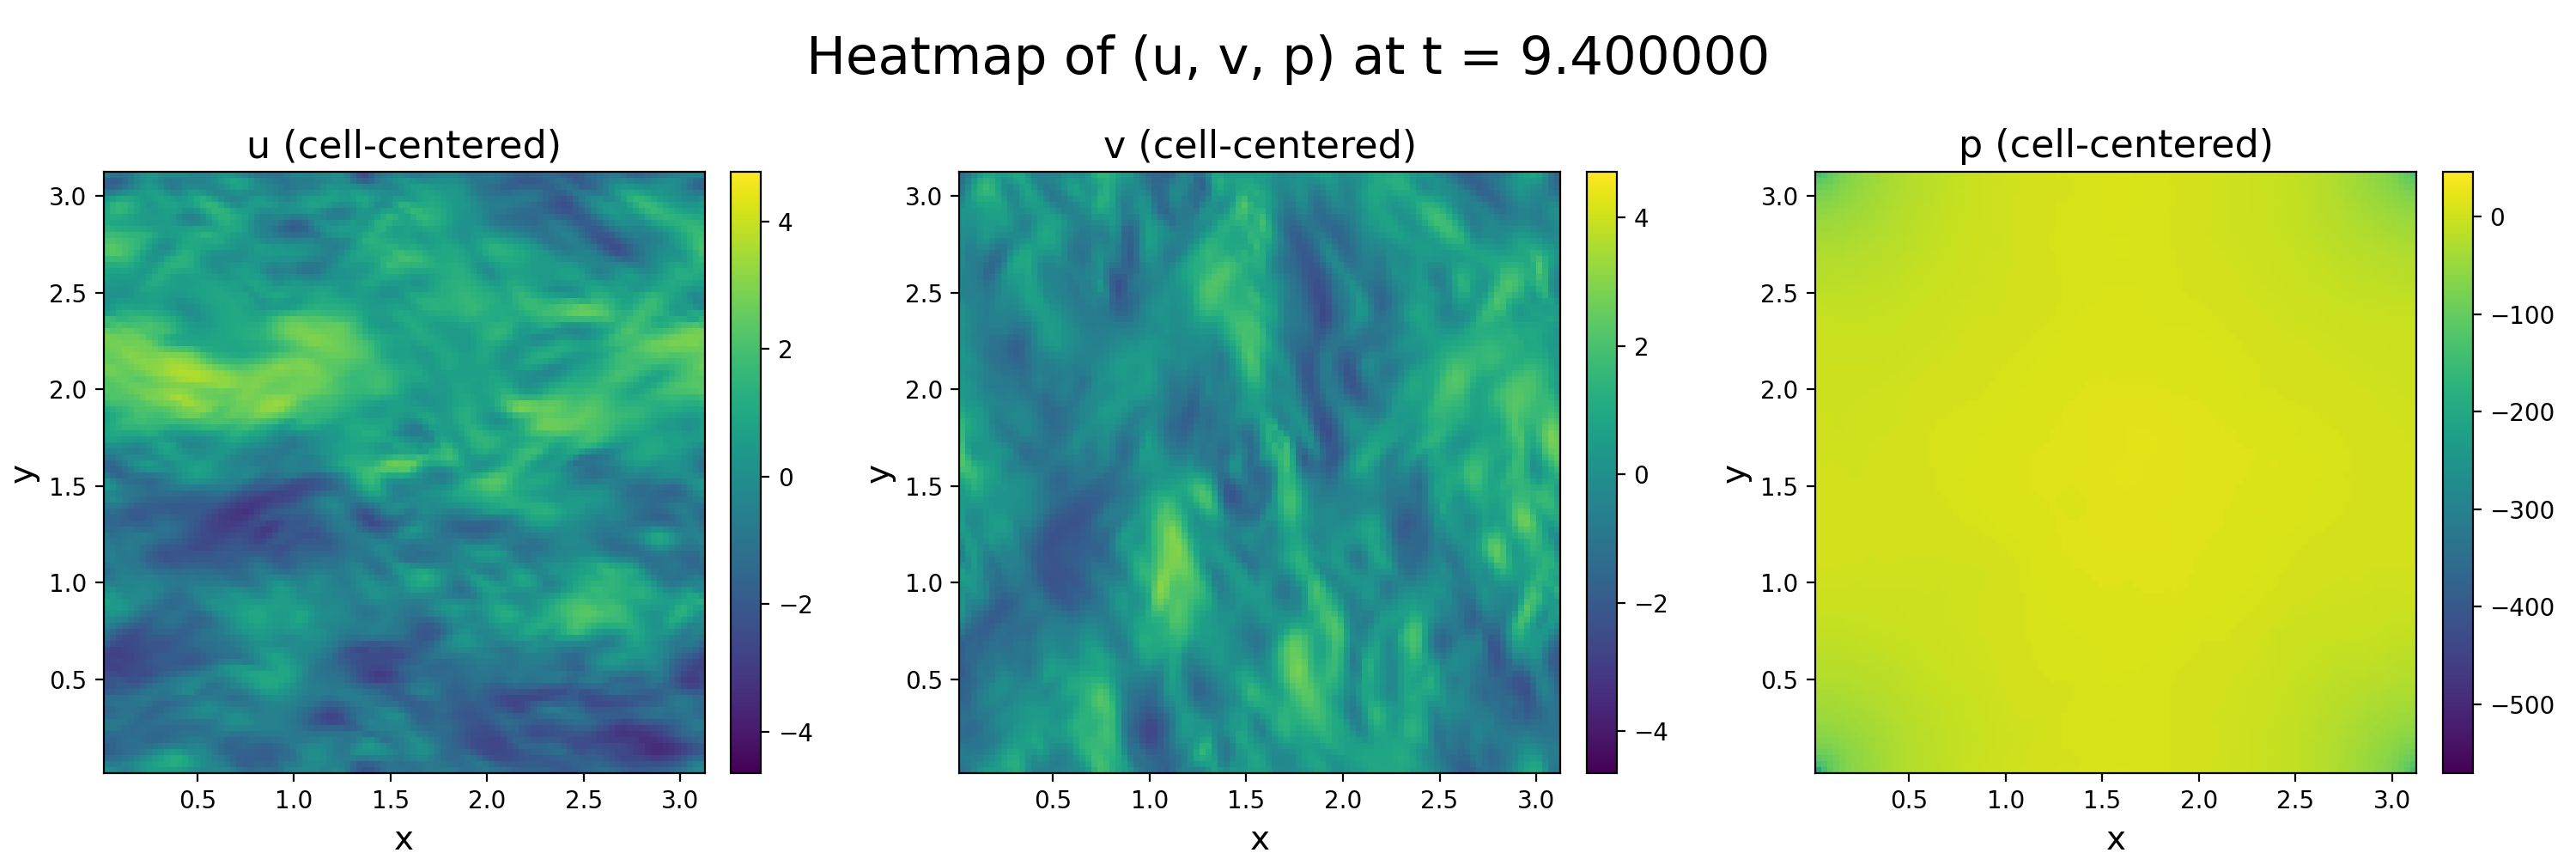 Heatmap of (u, v, p) at t = 9.400000
u (cell-centered)
3.0
2.5
2.0
1.5
1.0
0.5
y
0.5 1.0 1.5 2.0 2.5 3.0
x
4
2
0
−2
−4
v (cell-centered)
3.0
2.5
2.0
1.5
1.0
0.5
y
0.5 1.0 1.5 2.0 2.5 3.0
x
4
2
0
−2
−4
p (cell-centered)
3.0
2.5
2.0
1.5
1.0
0.5
y
0.5 1.0 1.5 2.0 2.5 3.0
x
0
−100
−200
−300
−400
−500